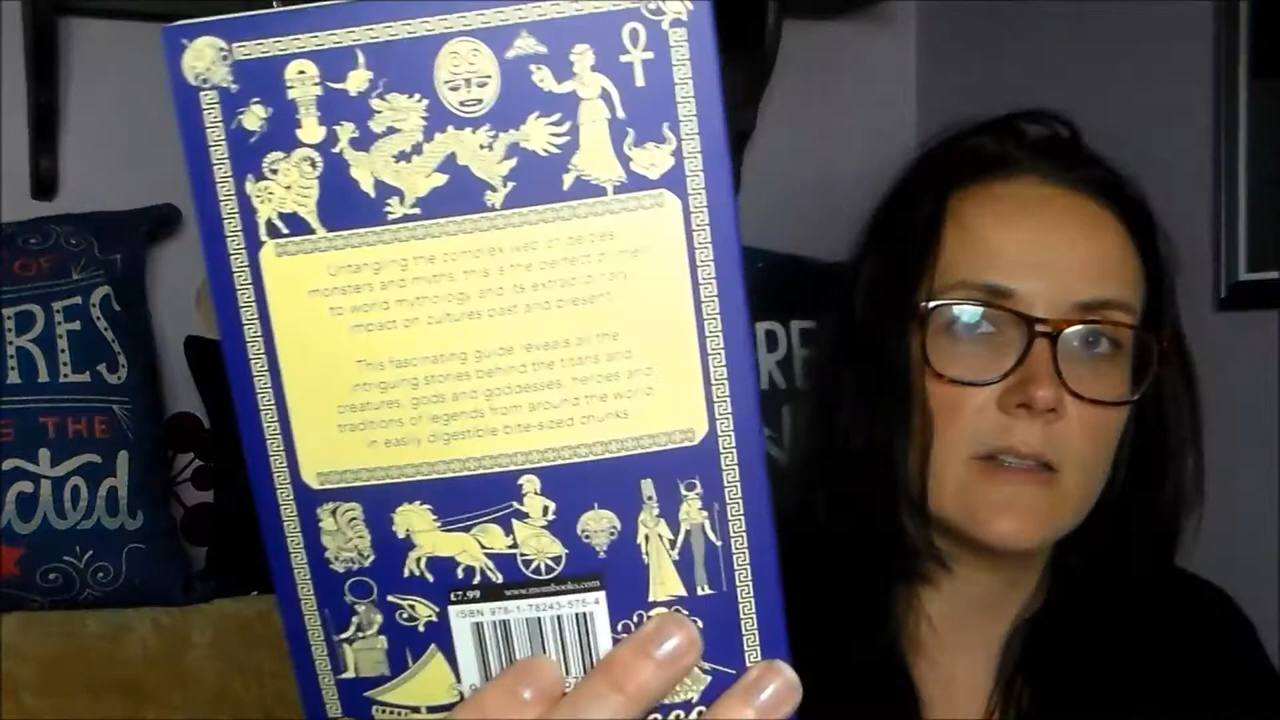 Untangling the complex web of deities,
monsters and myths, this is the perfect primer
to world mythology and its extraordinary
impact on cultures past and present.
This fascinating guide reveals all the
intriguing stories behind the titans and
creatures, gods and goddesses, heroes and
traditions of legends from around the world,
in easily digestible bite-sized chunks.
£7.99 www.mombooks.com
ISBN 978-1-78243-575-4
OF
RES
THE
cted
RE